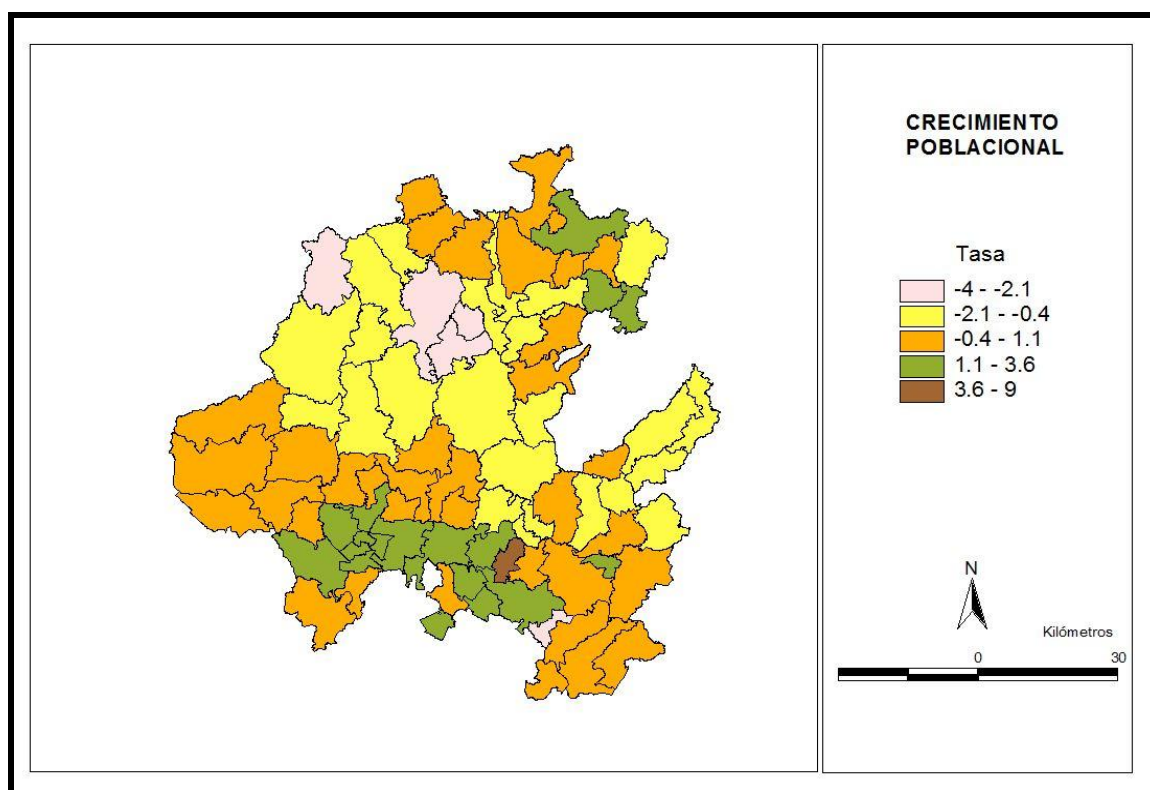 CRECIMIENTO
POBLACIONAL
Tasa
-4 - -2.1
-2.1 - -0.4
-0.4 - 1.1
1.1 - 3.6
3.6 - 9
N
Kilómetros
0 30